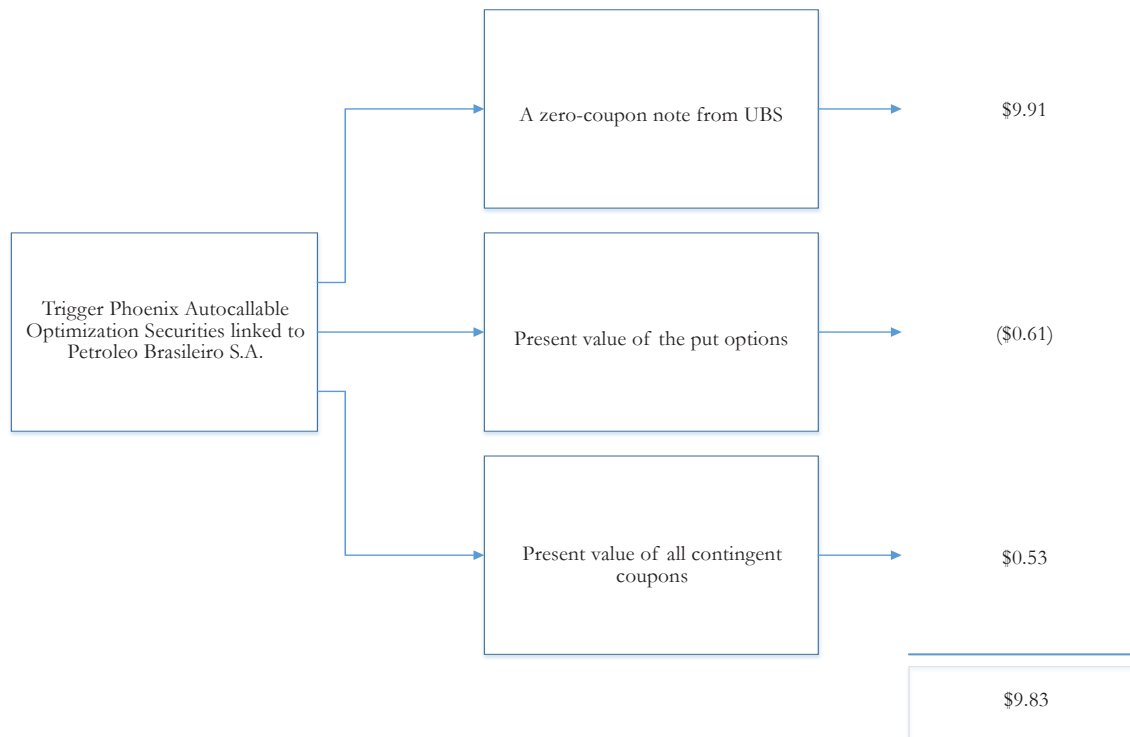 A zero-coupon note from UBS
$9.91
Trigger Phoenix Autocallable
Optimization Securities linked to
Petroleo Brasileiro S.A.
Present value of the put options
($0.61)
Present value of all contingent
coupons
$0.53
$9.83